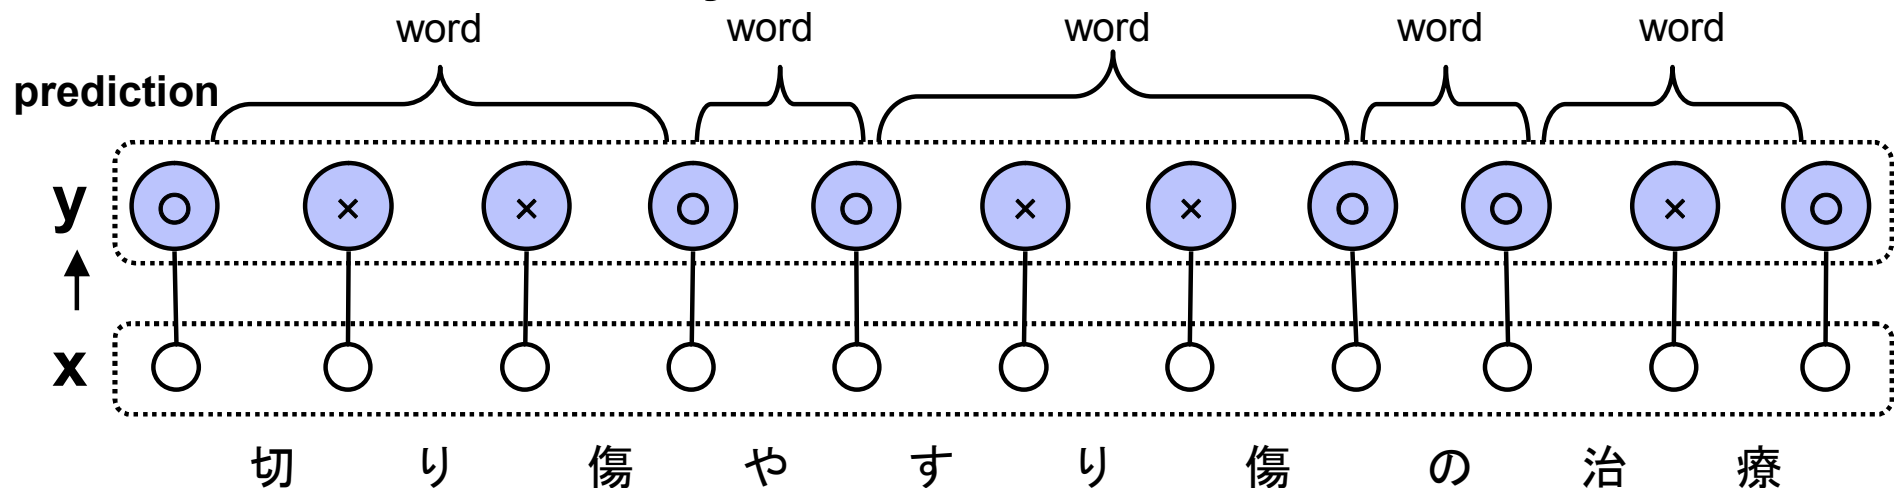 word word word word word
prediction
y ○ × × ○ ○ × × ○ ○ × ○
x
切 り 傷 や す り 傷 の 治 療